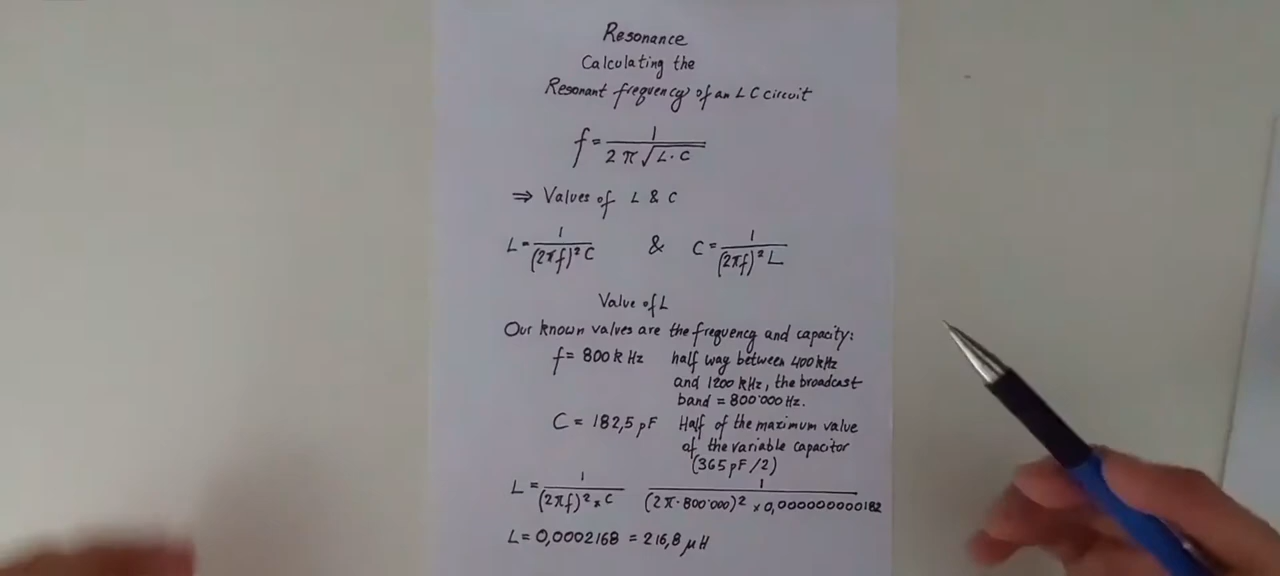 Resonance
Calculating the
Resonant frequency of an LC circuit
f = 1 / 2π√L·C
⇒ Values of L & C
L = 1 / (2πf)² C & C = 1 / (2πf)² L
Value of L
Our known values are the frequency and capacity:
f = 800 kHz half way between 400 kHz
and 1200 kHz, the broadcast
band = 800'000 Hz.
C = 182,5 pF Half of the maximum value
of the variable capacitor
(365 pF/2)
L = 1 / (2πf)² × C 1 / (2π·800'000)² × 0,000000000182
L = 0,0002168 = 216,8 μH